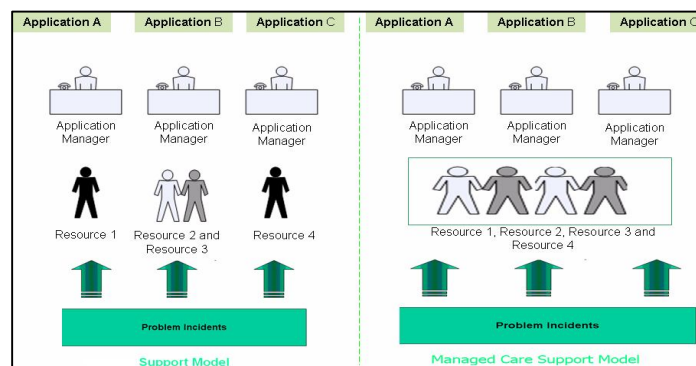 Application A
Application B
Application C
Application
Manager
Application
Manager
Application
Manager
Resource 1
Resource 2 and
Resource 3
Resource 4
Problem Incidents
Support Model
Application A
Application B
Application C
Application
Manager
Application
Manager
Application
Manager
Resource 1, Resource 2, Resource 3 and
Resource 4
Problem Incidents
Managed Care Support Model